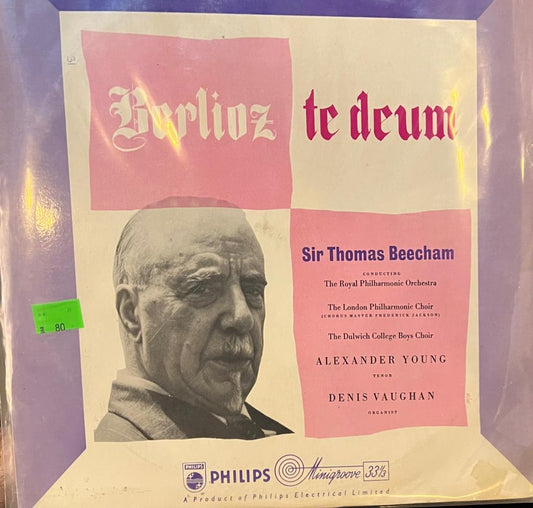 Berlioz te deum
Sir Thomas Beecham
CONDUCTING
The Royal Philharmonic Orchestra
The London Philharmonic Choir
(CHORUS MASTER FREDERICK JACKSON)
The Dulwich College Boys Choir
ALEXANDER YOUNG
TENOR
DENIS VAUGHAN
ORGANIST
80
PHILIPS
PHILIPS Minigroove 33⅓
A Product of Philips Electrical Limited